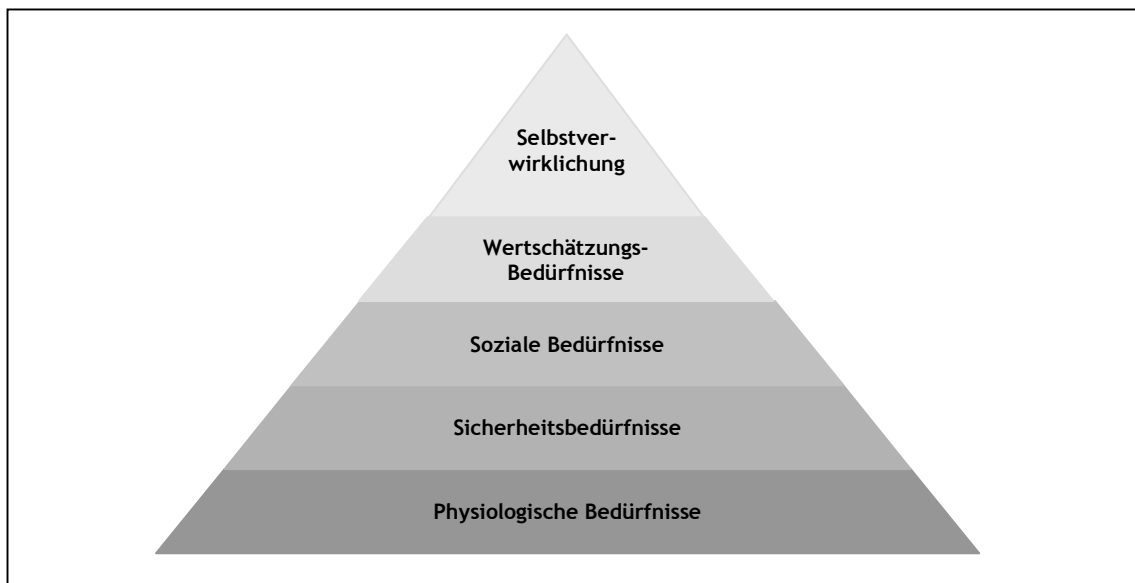 Selbstver-
wirklichung
Wertschätzungs-
Bedürfnisse
Soziale Bedürfnisse
Sicherheitsbedürfnisse
Physiologische Bedürfnisse